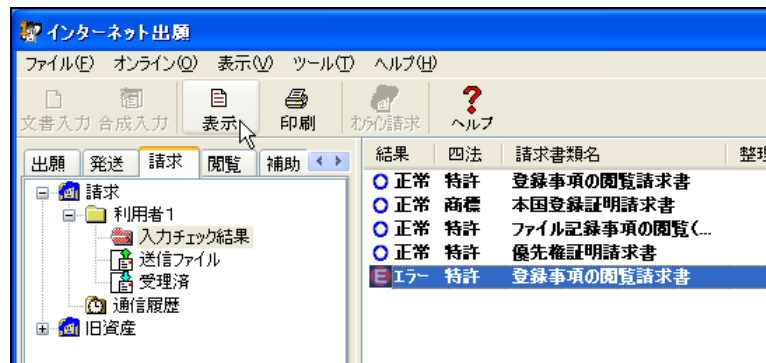 インターネット出願
ファイル(F) オンライン(O) 表示(V) ツール(T) ヘルプ(H)
文書入力 合成入力 表示 印刷 オンライン請求 ヘルプ
出願 発送 請求 閲覧 補助
請求
利用者1
入力チェック結果
送信ファイル
受理済
通信履歴
旧資産
結果 四法 請求書類名 整理
正常 特許 登録事項の閲覧請求書
正常 商標 本国登録証明請求書
正常 特許 ファイル記録事項の閲覧(...
正常 特許 優先権証明請求書
E エラー 特許 登録事項の閲覧請求書